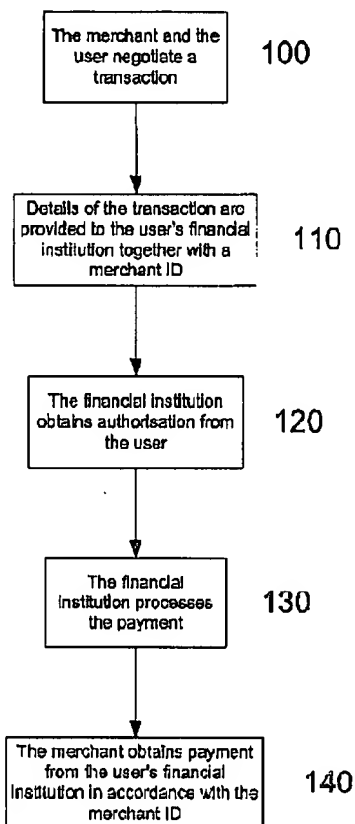 The merchant and the
user negotiate a
transaction
100
Details of the transaction are
provided to the user's financial
institution together with a
merchant ID
110
The financial institution
obtains authorisation from
the user
120
The financial
institution processes
the payment
130
The merchant obtains payment
from the user's financial
institution in accordance with the
merchant ID
140